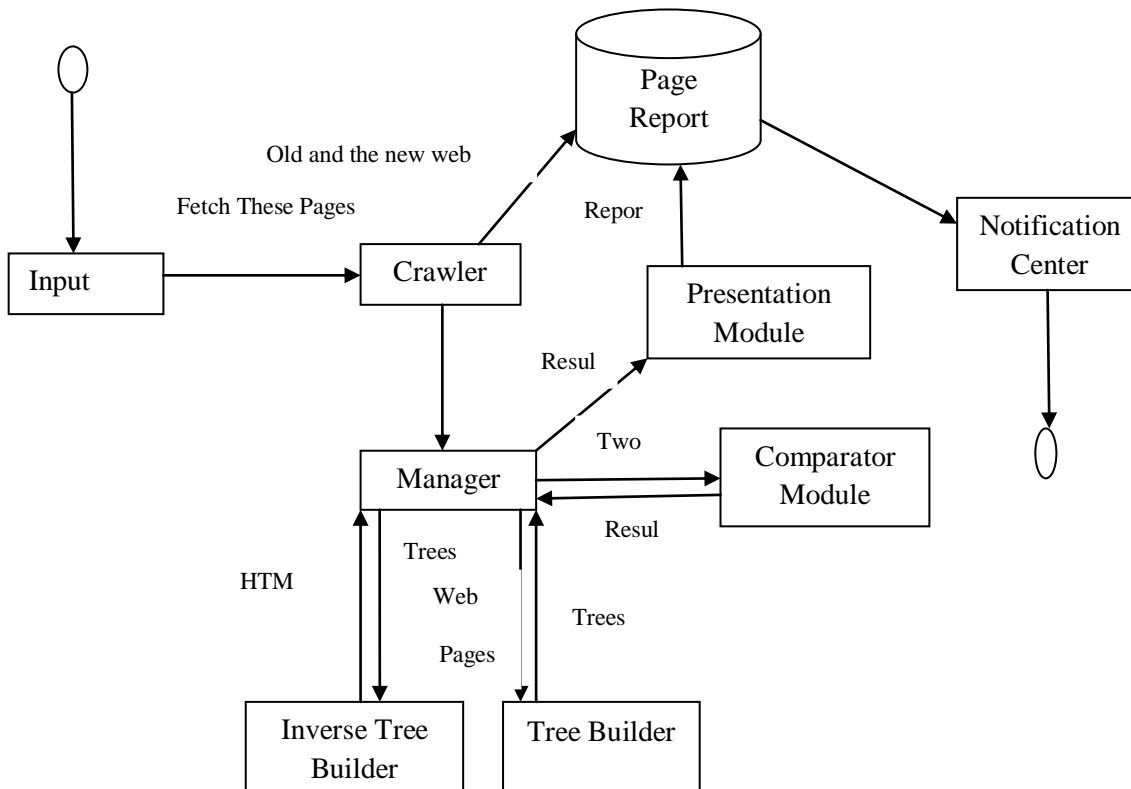 Page
Report
Old and the new web
Fetch These Pages
Repor
Notification
Center
Input
Crawler
Presentation
Module
Resul
Two
Manager
Comparator
Module
Resul
Trees
HTM
Web
Trees
Pages
Inverse Tree
Builder
Tree Builder